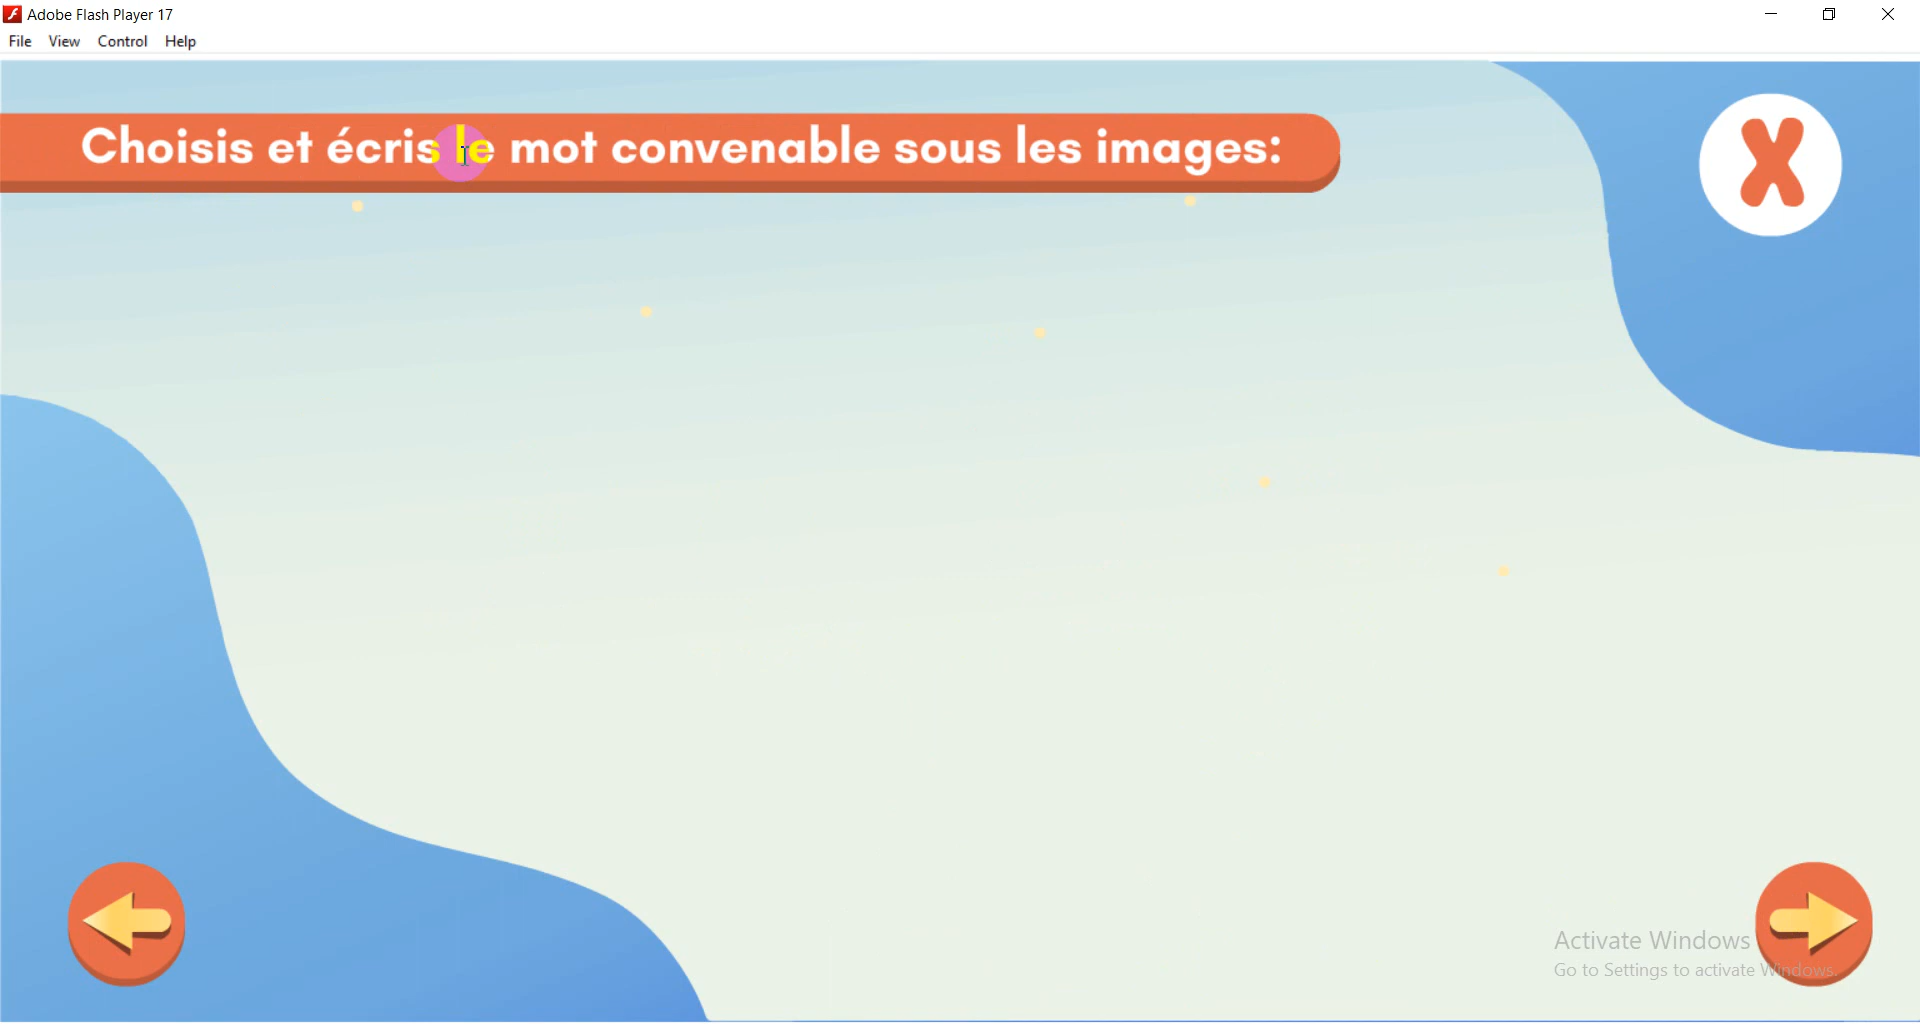 Adobe Flash Player 17
File View Control Help
Choisis et écris le mot convenable sous les images:
X
Activate Windows
Go to Settings to activate Windows.